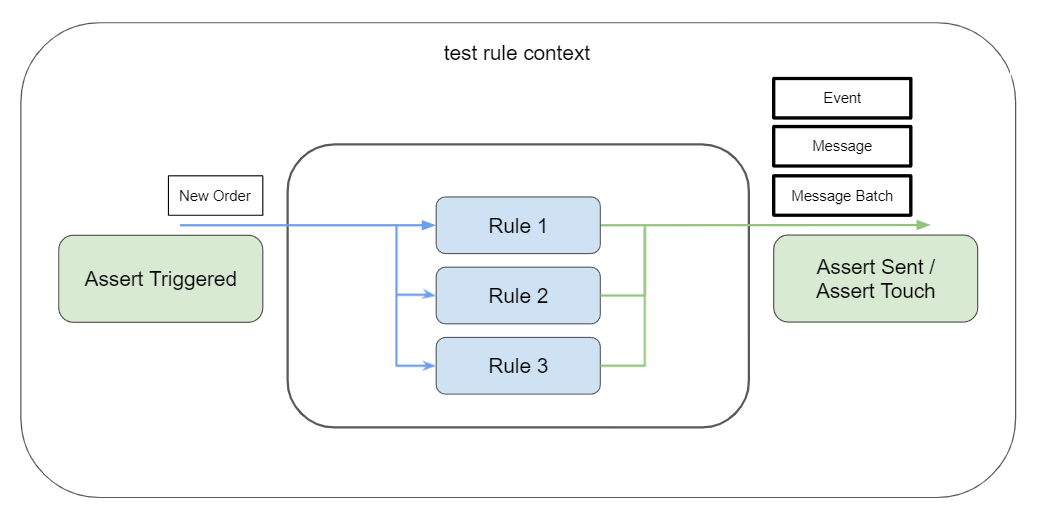 test rule context
Event
Message
Message Batch
New Order
Assert Triggered
Rule 1
Rule 2
Rule 3
Assert Sent /
Assert Touch